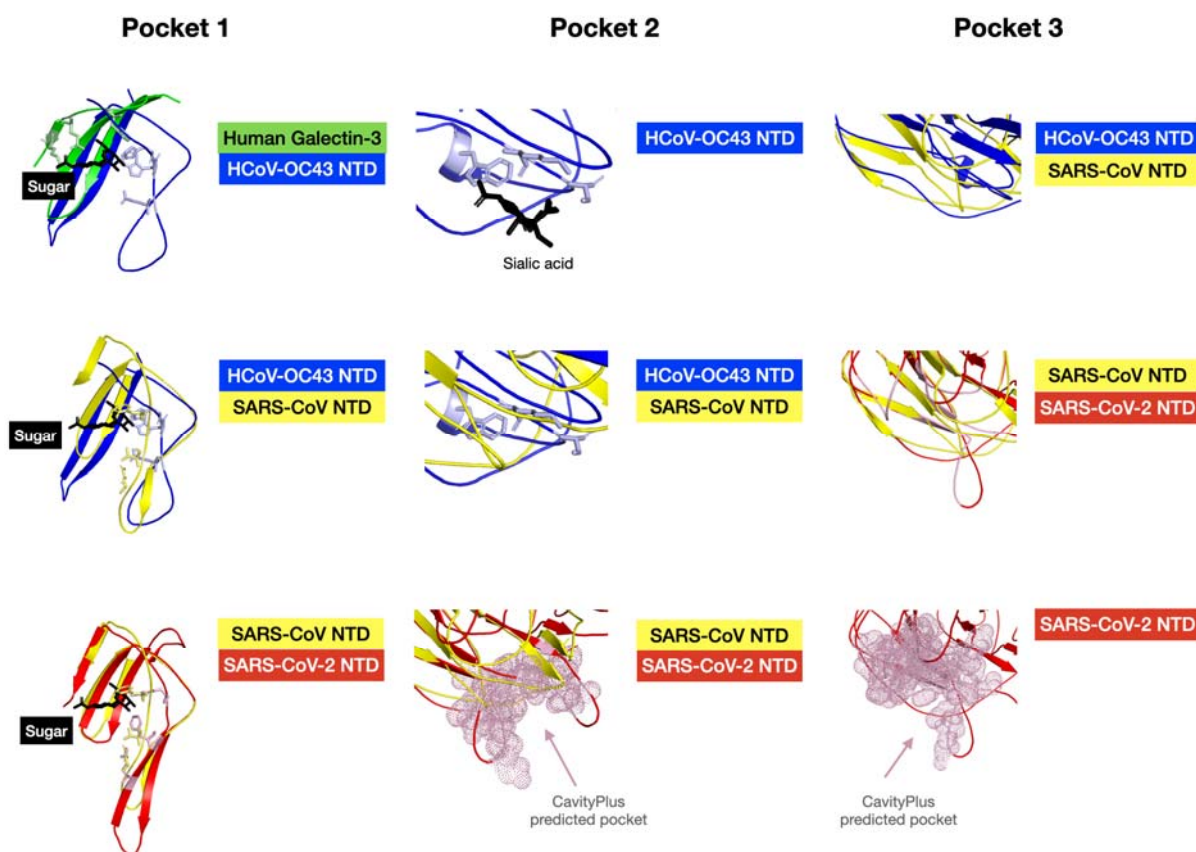 Pocket 1
Pocket 2
Pocket 3
Human Galectin-3
HCoV-OC43 NTD
Sugar
HCoV-OC43 NTD
Sialic acid
HCoV-OC43 NTD
SARS-CoV NTD
HCoV-OC43 NTD
SARS-CoV NTD
Sugar
HCoV-OC43 NTD
SARS-CoV NTD
SARS-CoV NTD
SARS-CoV-2 NTD
SARS-CoV NTD
SARS-CoV-2 NTD
Sugar
SARS-CoV NTD
SARS-CoV-2 NTD
CavityPlus
predicted pocket
SARS-CoV-2 NTD
CavityPlus
predicted pocket